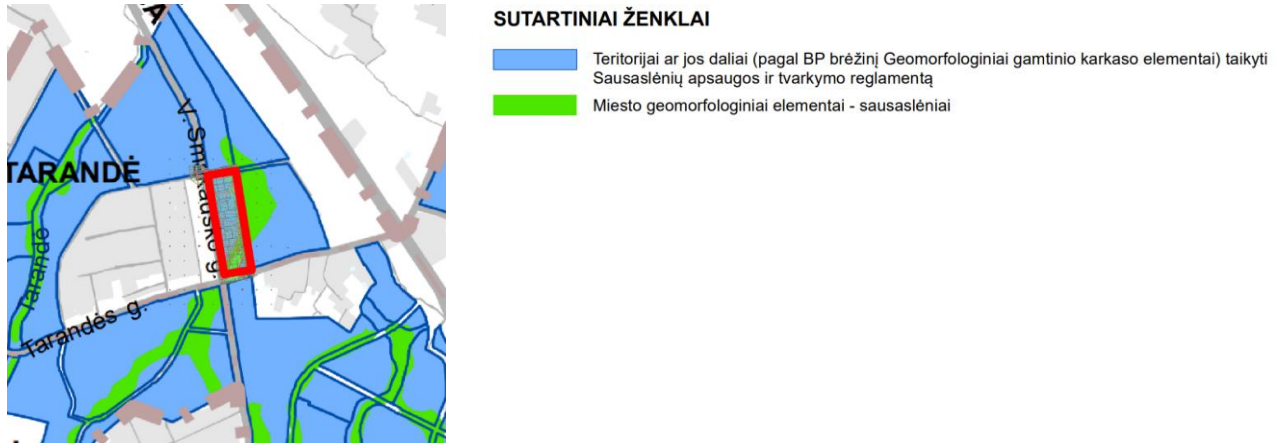 SUTARTINIAI ŽENKLAI
Teritorijai ar jos daliai (pagal BP brėžinį Geomorfologiniai gamtinio karkaso elementai) taikyti
Sausaslėnių apsaugos ir tvarkymo reglamentą
Miesto geomorfologiniai elementai - sausaslėniai
TARANDĖ
Tarandė
Tarandės g.